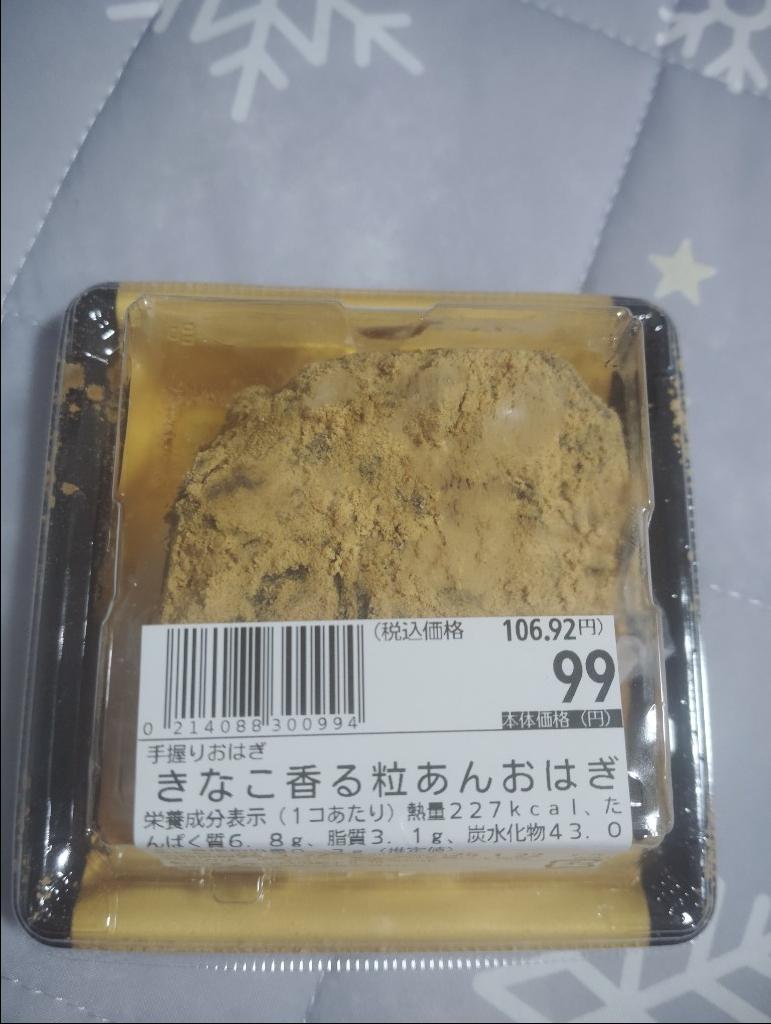 (税込価格 106.92円)
99
本体価格 (円)
0 214088 300994
手握りおはぎ
きなこ香る粒あんおはぎ
栄養成分表示(1コあたり)熱量227kcal、た
んぱく質6.8g、脂質3.1g、炭水化物43.0